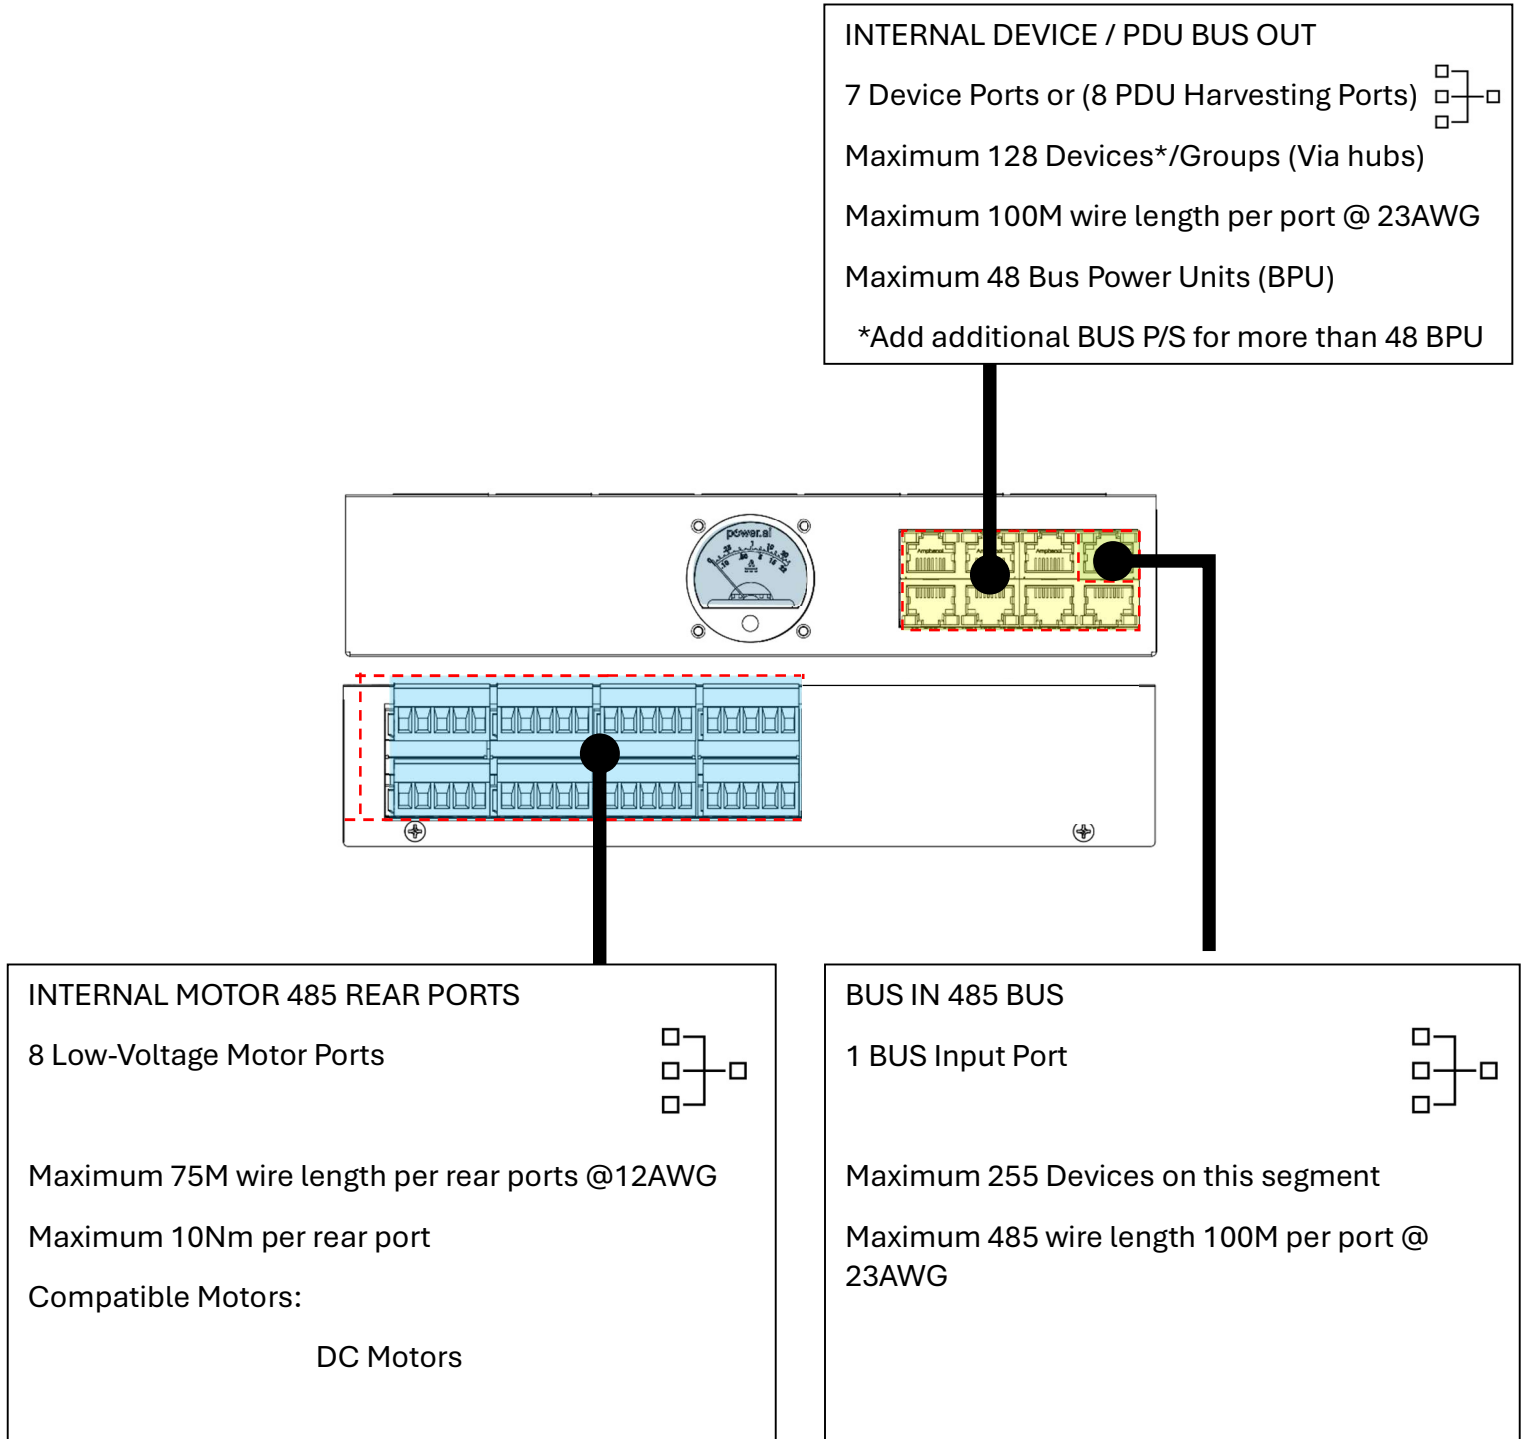 INTERNAL DEVICE / PDU BUS OUT
7 Device Ports or (8 PDU Harvesting Ports)
Maximum 128 Devices*/Groups (Via hubs)
Maximum 100M wire length per port @ 23AWG
Maximum 48 Bus Power Units (BPU)
*Add additional BUS P/S for more than 48 BPU
power.ai
Amphenol
Amphenol
INTERNAL MOTOR 485 REAR PORTS
8 Low-Voltage Motor Ports
Maximum 75M wire length per rear ports @12AWG
Maximum 10Nm per rear port
Compatible Motors:
DC Motors
BUS IN 485 BUS
1 BUS Input Port
Maximum 255 Devices on this segment
Maximum 485 wire length 100M per port @
23AWG